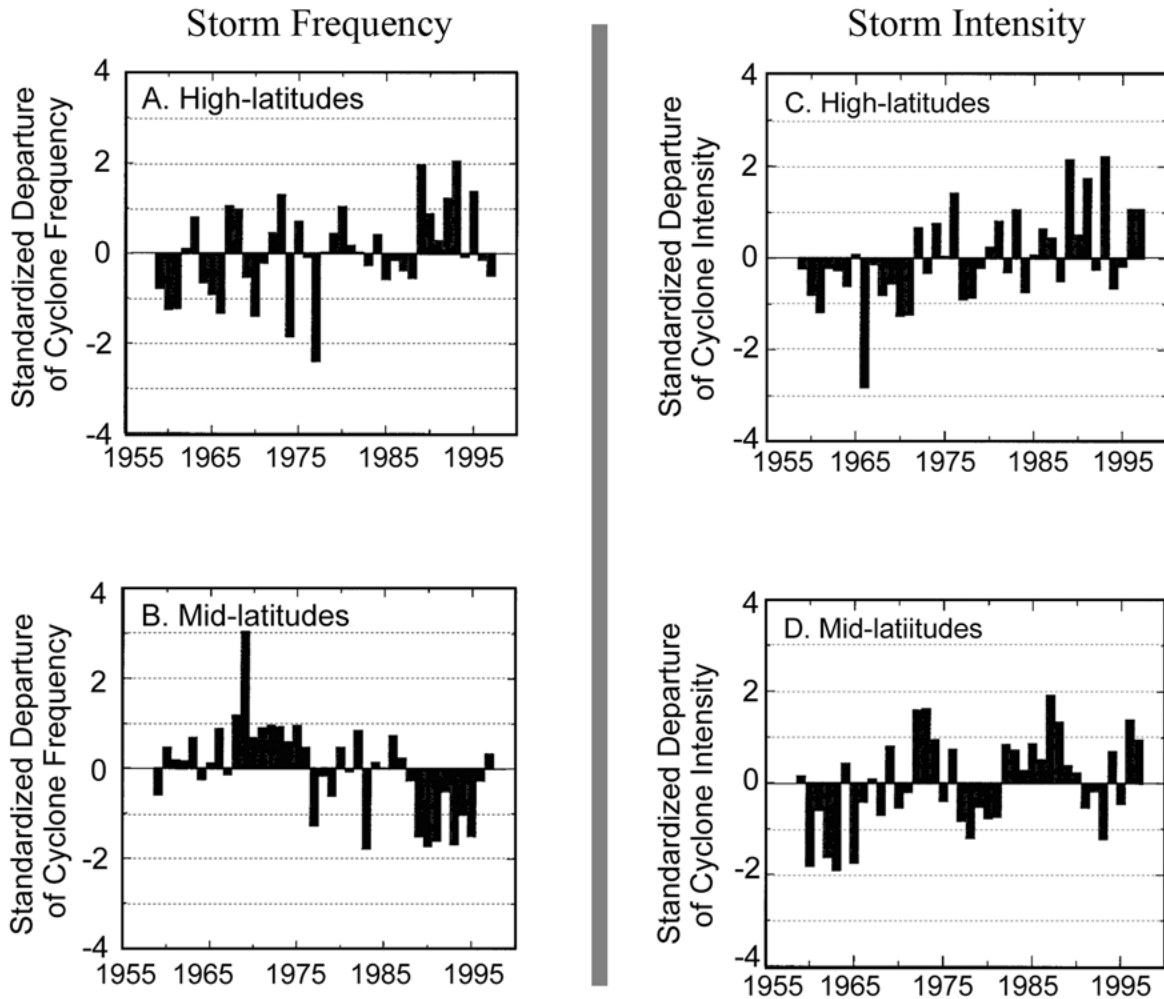 Storm Frequency
Storm Intensity
A. High-latitudes
Standardized Departure
of Cyclone Frequency
4
2
0
-2
-4
1955 1965 1975 1985 1995
C. High-latitudes
Standardized Departure
of Cyclone Intensity
4
2
0
-2
-4
1955 1965 1975 1985 1995
B. Mid-latitudes
Standardized Departure
of Cyclone Frequency
4
2
0
-2
-4
1955 1965 1975 1985 1995
D. Mid-latiitudes
Standardized Departure
of Cyclone Intensity
4
2
0
-2
-4
1955 1965 1975 1985 1995